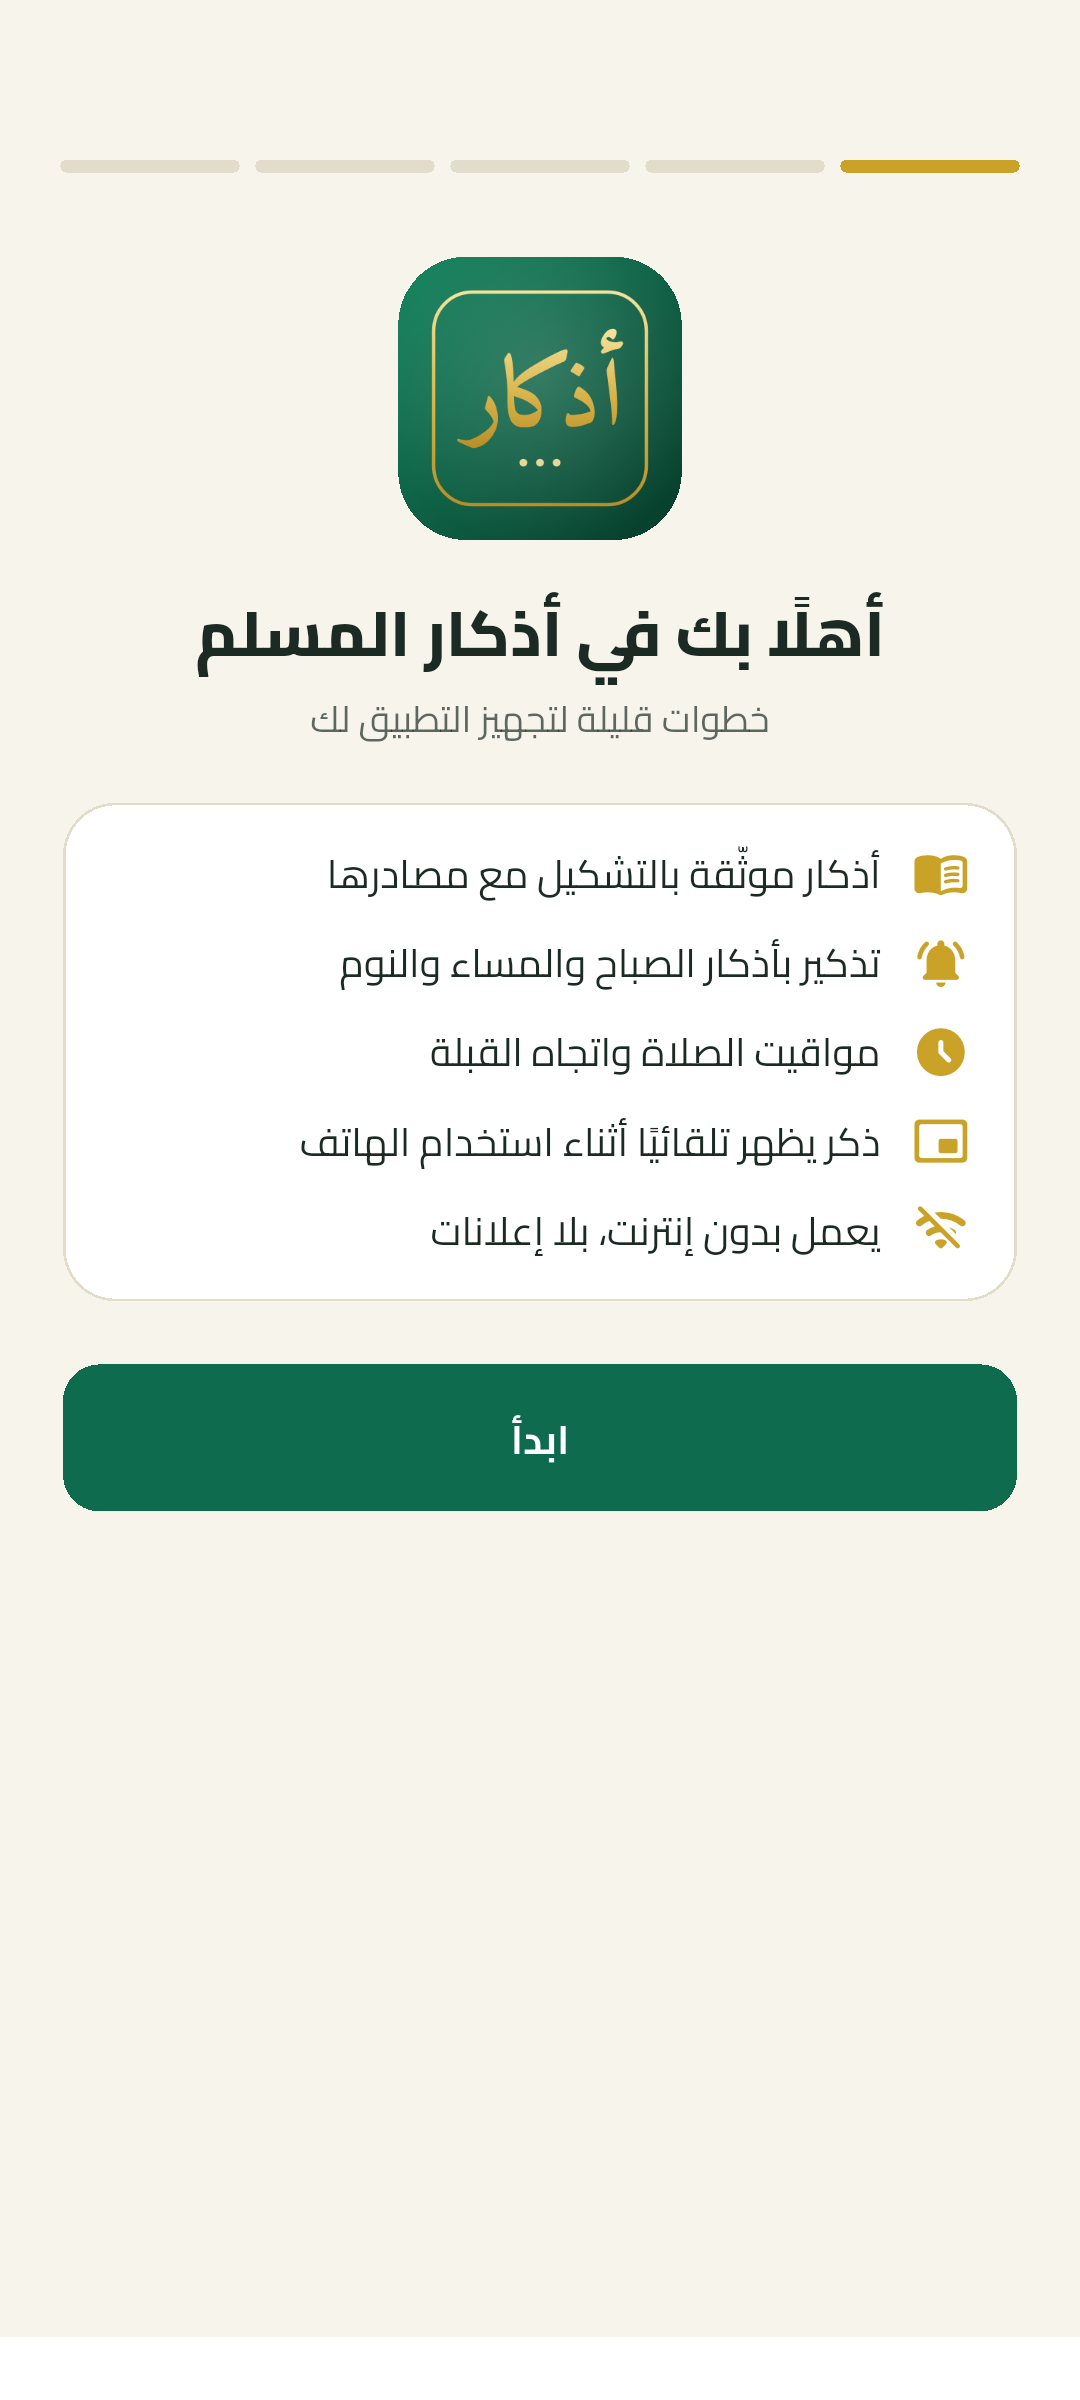 أذكار
أهلًا بك في أذكار المسلم
خطوات قليلة لتجهيز التطبيق لك
أذكار موثّقة بالتشكيل مع مصادرها
تذكير بأذكار الصباح والمساء والنوم
مواقيت الصلاة واتجاه القبلة
ذكر يظهر تلقائيًا أثناء استخدام الهاتف
يعمل بدون إنترنت، بلا إعلانات
ابدأ